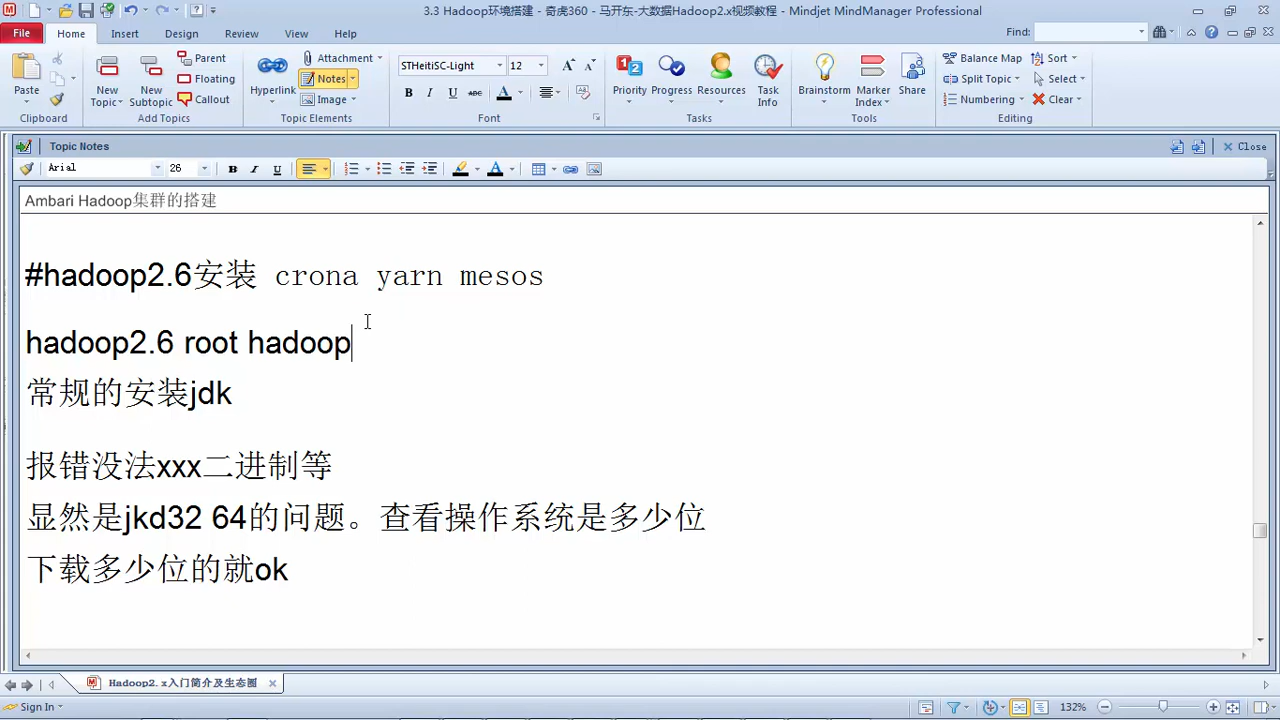 3.3 Hadoop环境搭建 - 奇虎360 - 马开东-大数据Hadoop2.x视频教程 - Mindjet MindManager Professional
File Home Insert Design Review View Help Find:
Paste
Clipboard
New Topic
New Subtopic
Parent
Floating
Callout
Add Topics
Hyperlink
Attachment
Notes
Image
Topic Elements
STHeitiSC-Light 12
B I U ABC A
Font
Priority Progress Resources Task Info
Tasks
Brainstorm Marker Index Share
Tools
Balance Map Sort
Split Topic Select
Numbering Clear
Editing
Topic Notes Close
Arial 26 B I U A
Ambari Hadoop集群的搭建
#hadoop2.6安装 crona yarn mesos
hadoop2.6 root hadoop
常规的安装jdk
报错没法xxx二进制等
显然是jkd32 64的问题。查看操作系统是多少位
下载多少位的就ok
Hadoop2.x入门简介及生态圈
Sign In 132%